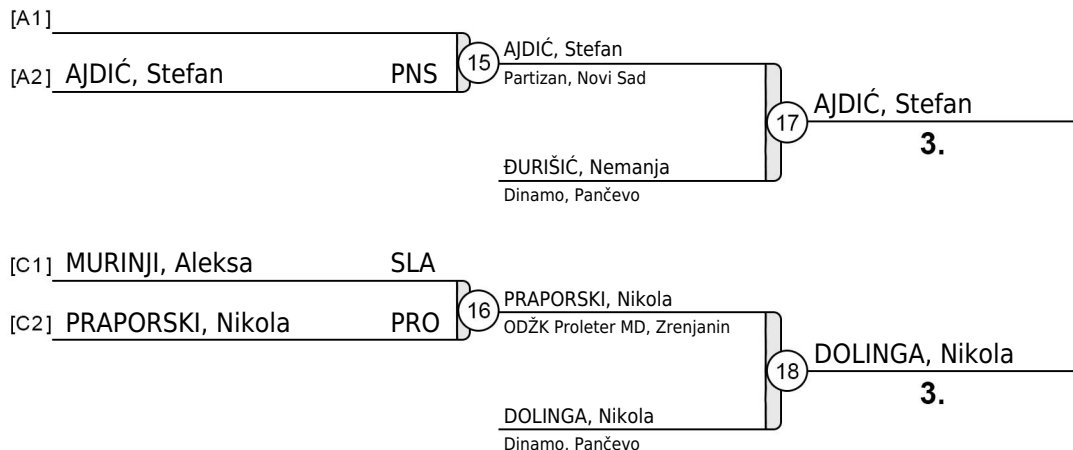 [A1]
[A2] AJDIĆ, Stefan PNS
15
AJDIĆ, Stefan
Partizan, Novi Sad
ĐURIŠIĆ, Nemanja
Dinamo, Pančevo
17
AJDIĆ, Stefan
3.
[C1] MURINJI, Aleksa SLA
[C2] PRAPORSKI, Nikola PRO
16
PRAPORSKI, Nikola
ODŽK Proleter MD, Zrenjanin
DOLINGA, Nikola
Dinamo, Pančevo
18
DOLINGA, Nikola
3.